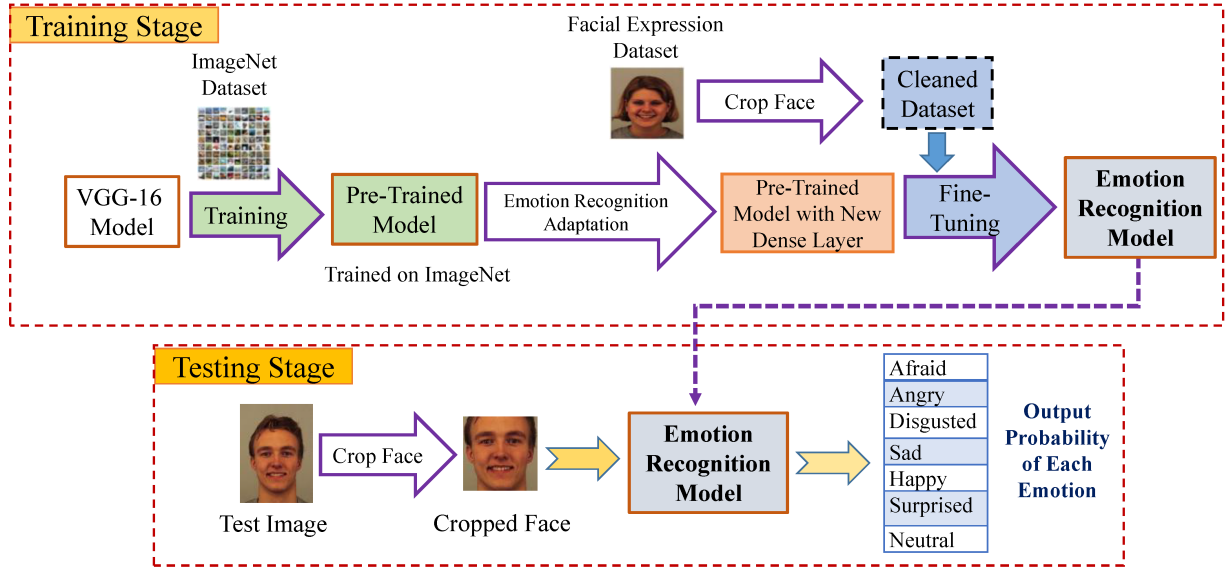 Training Stage
ImageNet
Dataset
Facial Expression
Dataset
Crop Face
Cleaned
Dataset
VGG-16
Model
Training
Pre-Trained
Model
Trained on ImageNet
Emotion Recognition
Adaptation
Pre-Trained
Model with New
Dense Layer
Fine-
Tuning
Emotion
Recognition
Model
Testing Stage
Test Image
Crop Face
Cropped Face
Emotion
Recognition
Model
Afraid
Angry
Disgusted
Sad
Happy
Surprised
Neutral
Output
Probability
of Each
Emotion